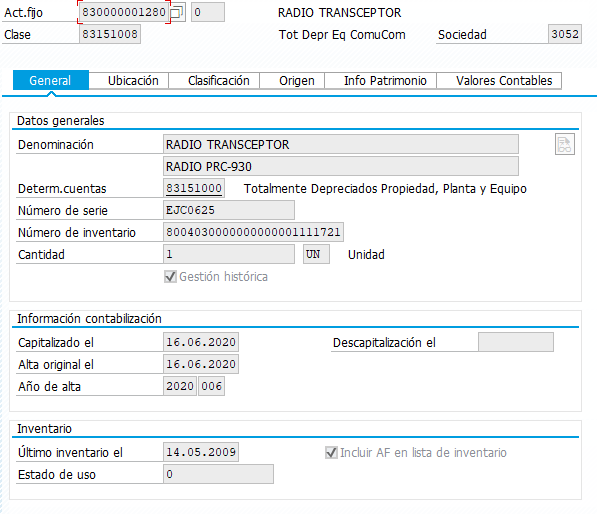 Act.fijo 830000001280 0 RADIO TRANSCEPTOR
Clase 83151008 Tot Depr Eq ComuCom Sociedad 3052
General Ubicación Clasificación Origen Info Patrimonio Valores Contables
Datos generales
Denominación RADIO TRANSCEPTOR
RADIO PRC-930
Determ.cuentas 83151000 Totalmente Depreciados Propiedad, Planta y Equipo
Número de serie EJC0625
Número de inventario 8004030000000000001111721
Cantidad 1 UN Unidad
Gestión histórica
Información contabilización
Capitalizado el 16.06.2020 Descapitalización el
Alta original el 16.06.2020
Año de alta 2020 006
Inventario
Último inventario el 14.05.2009 Incluir AF en lista de inventario
Estado de uso 0